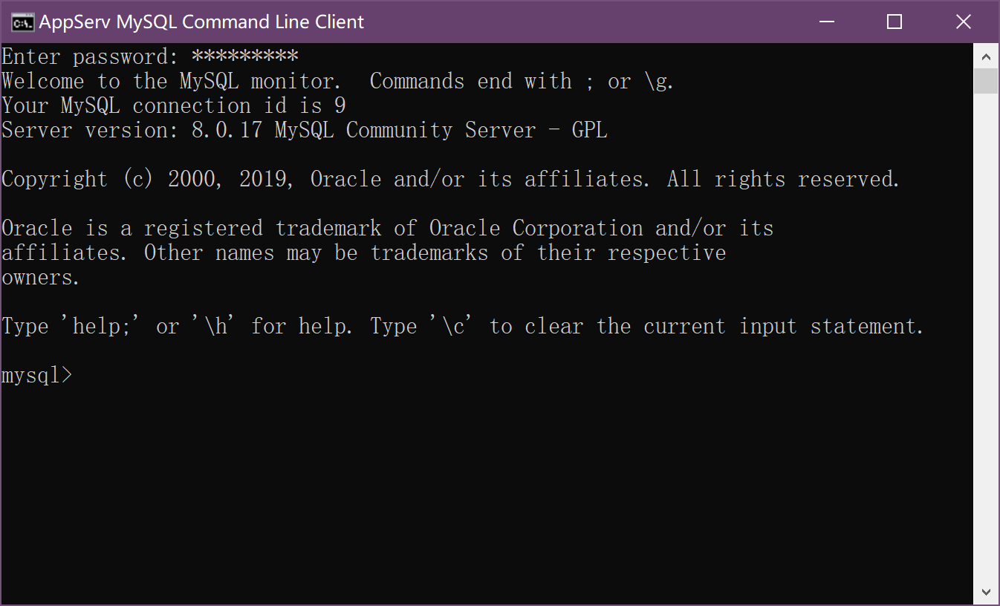 AppServ MySQL Command Line Client
Enter password: *********
Welcome to the MySQL monitor.  Commands end with ; or \g.
Your MySQL connection id is 9
Server version: 8.0.17 MySQL Community Server - GPL
Copyright (c) 2000, 2019, Oracle and/or its affiliates. All rights reserved.
Oracle is a registered trademark of Oracle Corporation and/or its
affiliates. Other names may be trademarks of their respective
owners.
Type 'help;' or '\h' for help. Type '\c' to clear the current input statement.
mysql>